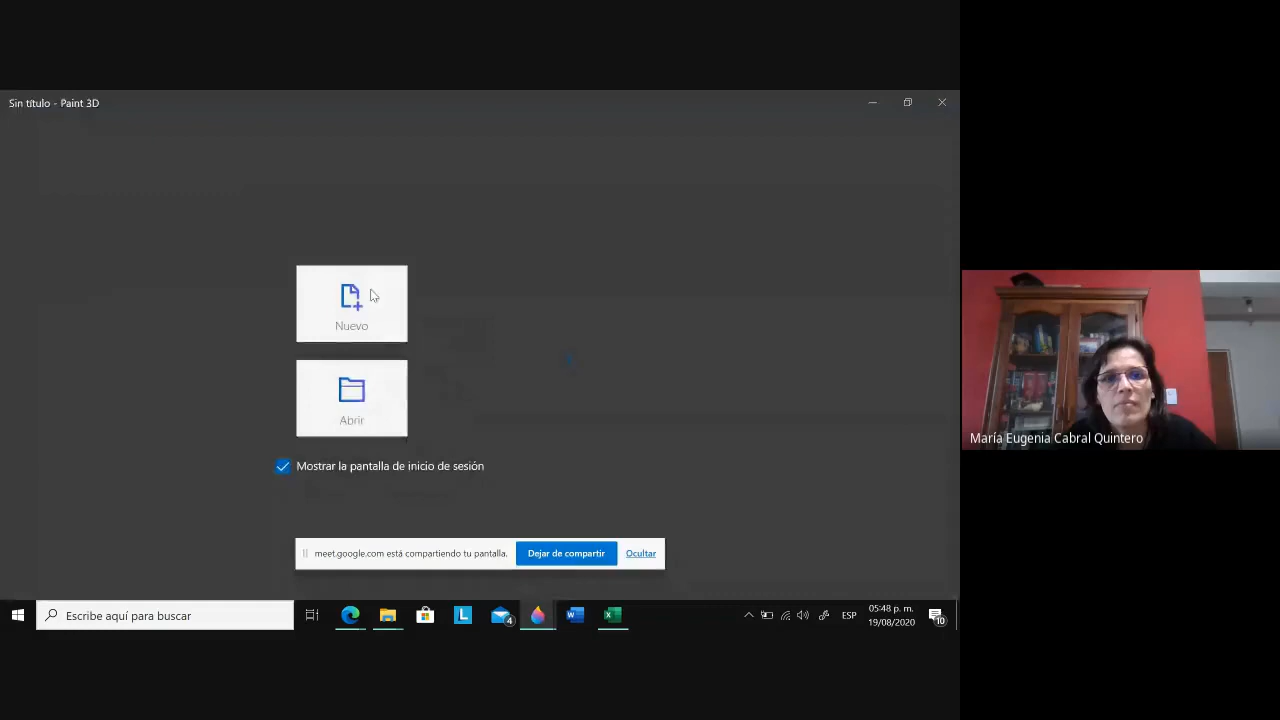 Sin título - Paint 3D
Nuevo
Abrir
Mostrar la pantalla de inicio de sesión
meet.google.com está compartiendo tu pantalla.
Dejar de compartir
Ocultar
María Eugenia Cabral Quintero
Escribe aquí para buscar
L
4
W
X
ESP
05:48 p. m.
19/08/2020
10